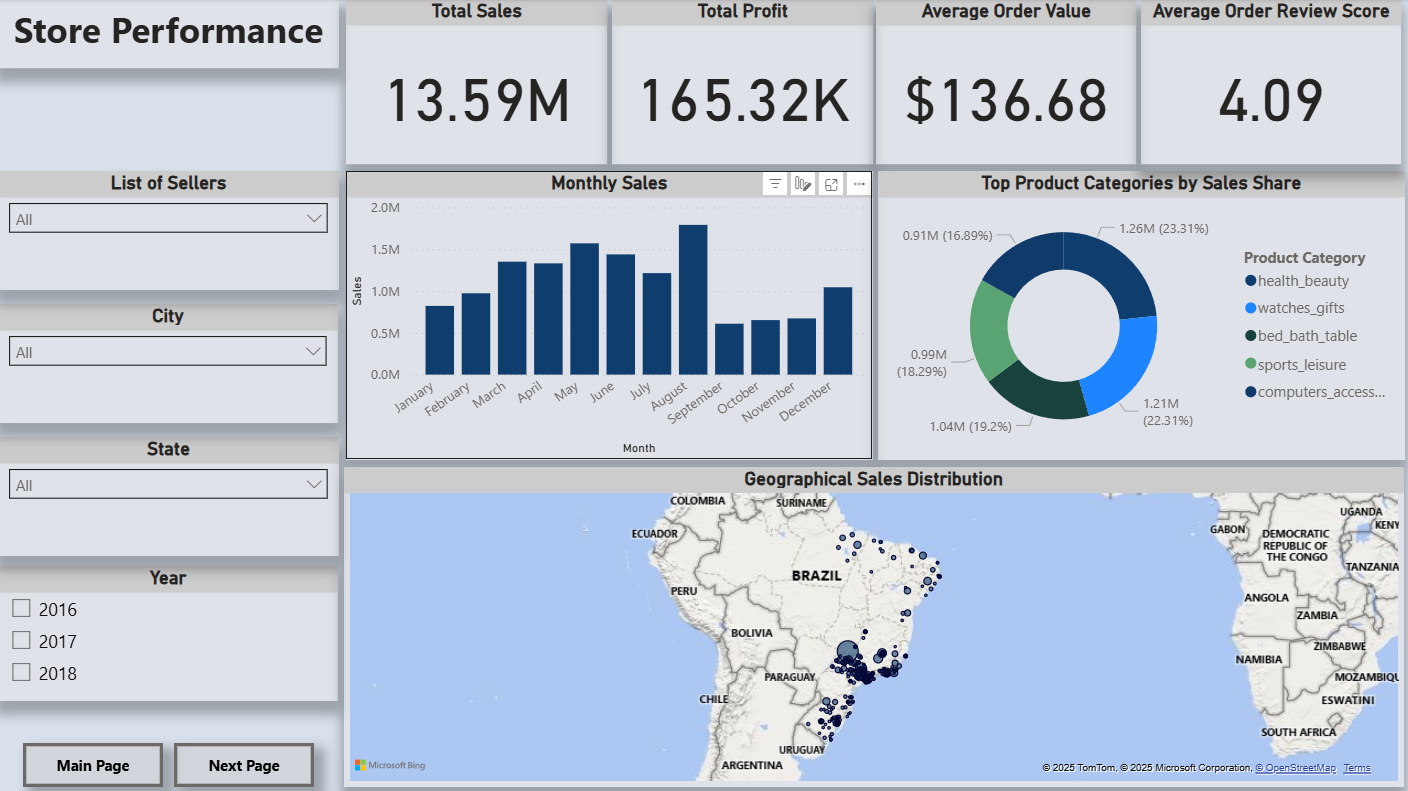 Store Performance
Total Sales
13.59M
Total Profit
165.32K
Average Order Value
$136.68
Average Order Review Score
4.09
List of Sellers
All
City
All
State
All
Year
2016
2017
2018
Main Page
Next Page
Monthly Sales
2.0M
1.5M
1.0M
0.5M
0.0M
Sales
January
February
March
April
May
June
July
August
September
October
November
December
Month
Top Product Categories by Sales Share
0.91M (16.89%)
1.26M (23.31%)
0.99M
(18.29%)
1.04M (19.2%)
1.21M
(22.31%)
Product Category
health_beauty
watches_gifts
bed_bath_table
sports_leisure
computers_access...
Geographical Sales Distribution
COLOMBIA
SURINAME
ECUADOR
BRAZIL
PERU
BOLIVIA
PARAGUAY
CHILE
URUGUAY
ARGENTINA
UGANDA
GABON
KENY
DEMOCRATIC
REPUBLIC OF
THE CONGO
TANZANIA
ANGOLA
ZAMBIA
ZIMBABWE
NAMIBIA
MOZAMBIQU
ESWATINI
SOUTH AFRICA
Microsoft Bing
© 2025 TomTom, © 2025 Microsoft Corporation, © OpenStreetMap Terms